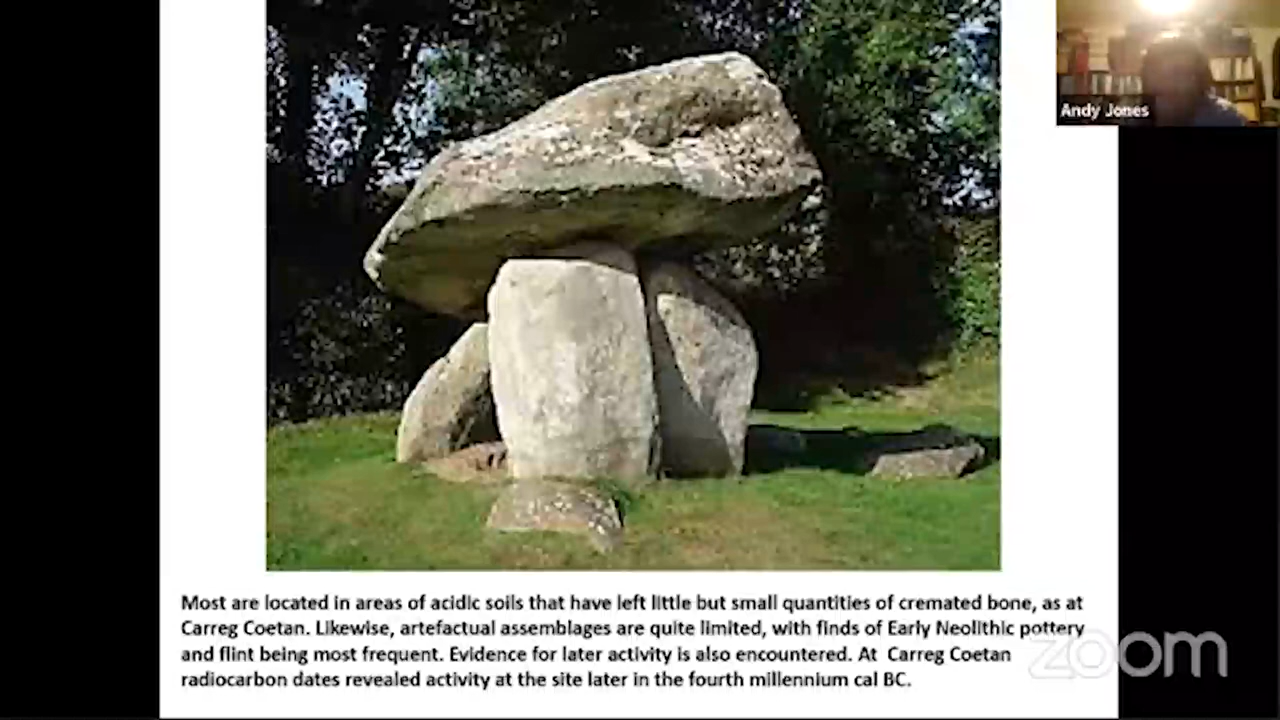 Andy Jones
Most are located in areas of acidic soils that have left little but small quantities of cremated bone, as at
Carreg Coetan. Likewise, artefactual assemblages are quite limited, with finds of Early Neolithic pottery
and flint being most frequent. Evidence for later activity is also encountered. At Carreg Coetan
radiocarbon dates revealed activity at the site later in the fourth millennium cal BC.
zoom